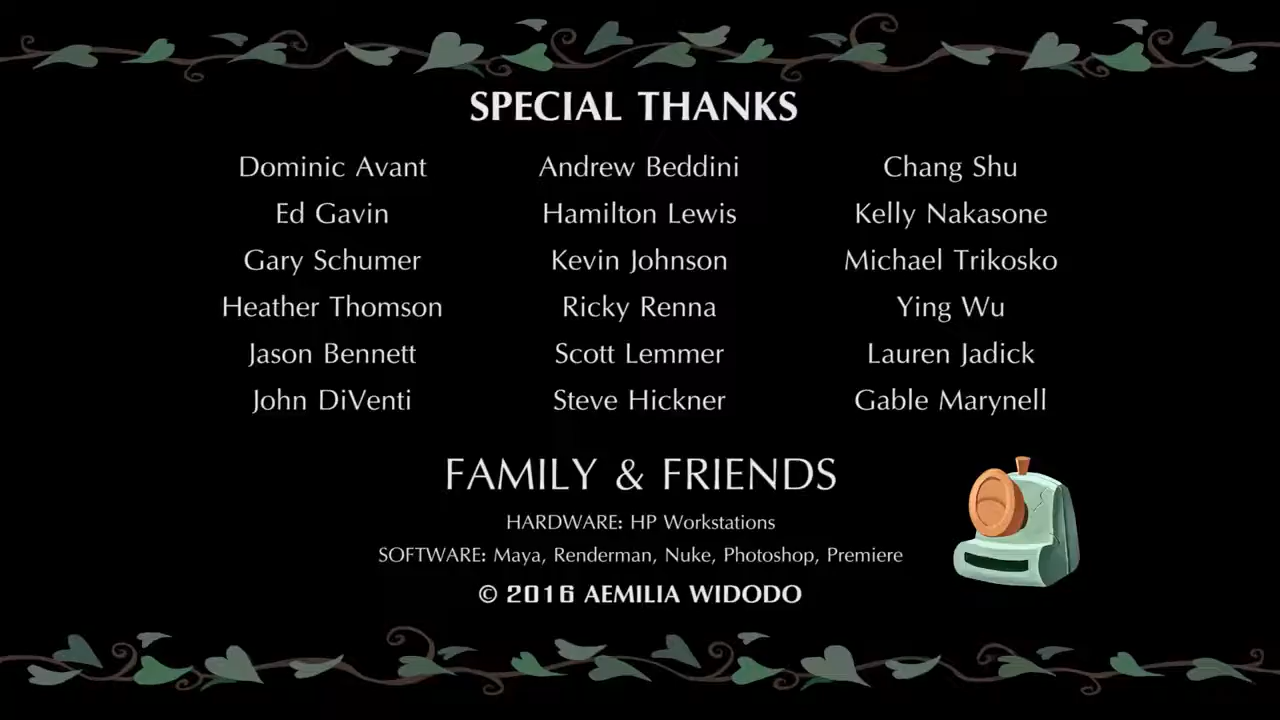 SPECIAL THANKS
Dominic Avant
Ed Gavin
Gary Schumer
Heather Thomson
Jason Bennett
John DiVenti
Andrew Beddini
Hamilton Lewis
Kevin Johnson
Ricky Renna
Scott Lemmer
Steve Hickner
Chang Shu
Kelly Nakasone
Michael Trikosko
Ying Wu
Lauren Jadick
Gable Marynell
FAMILY & FRIENDS
HARDWARE: HP Workstations
SOFTWARE: Maya, Renderman, Nuke, Photoshop, Premiere
© 2016 AEMILIA WIDODO